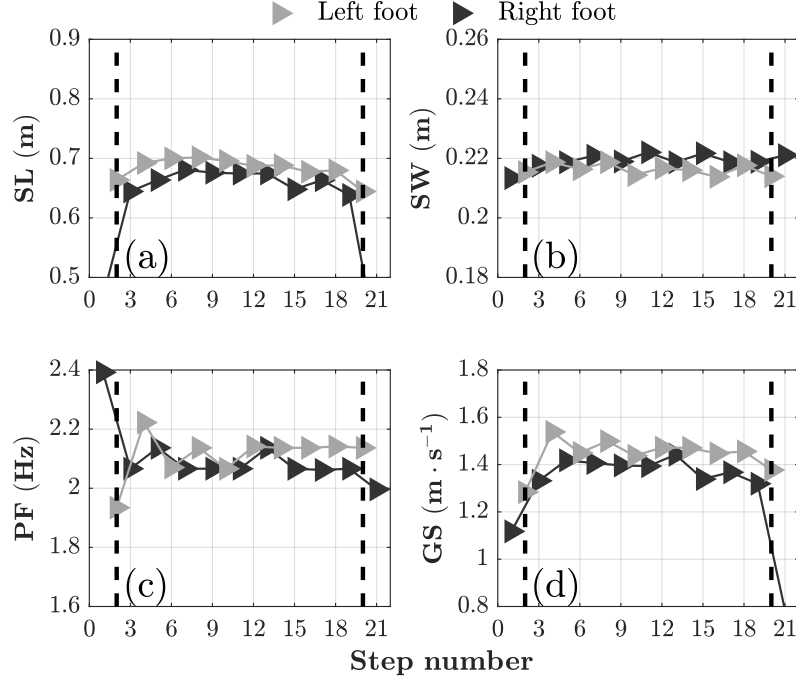 Left foot Right foot
0.9 0.26
0.8 0.24
0.7 0.22
0.6 0.2
0.5 0.18
SL (m) SW (m)
(a) (b)
0 3 6 9 12 15 18 21 0 3 6 9 12 15 18 21
2.4 1.8
2.2 1.6
1.4
2 1.2
1.8 1
1.6 0.8
PF (Hz) GS (m · s⁻¹)
(c) (d)
0 3 6 9 12 15 18 21 0 3 6 9 12 15 18 21
Step number